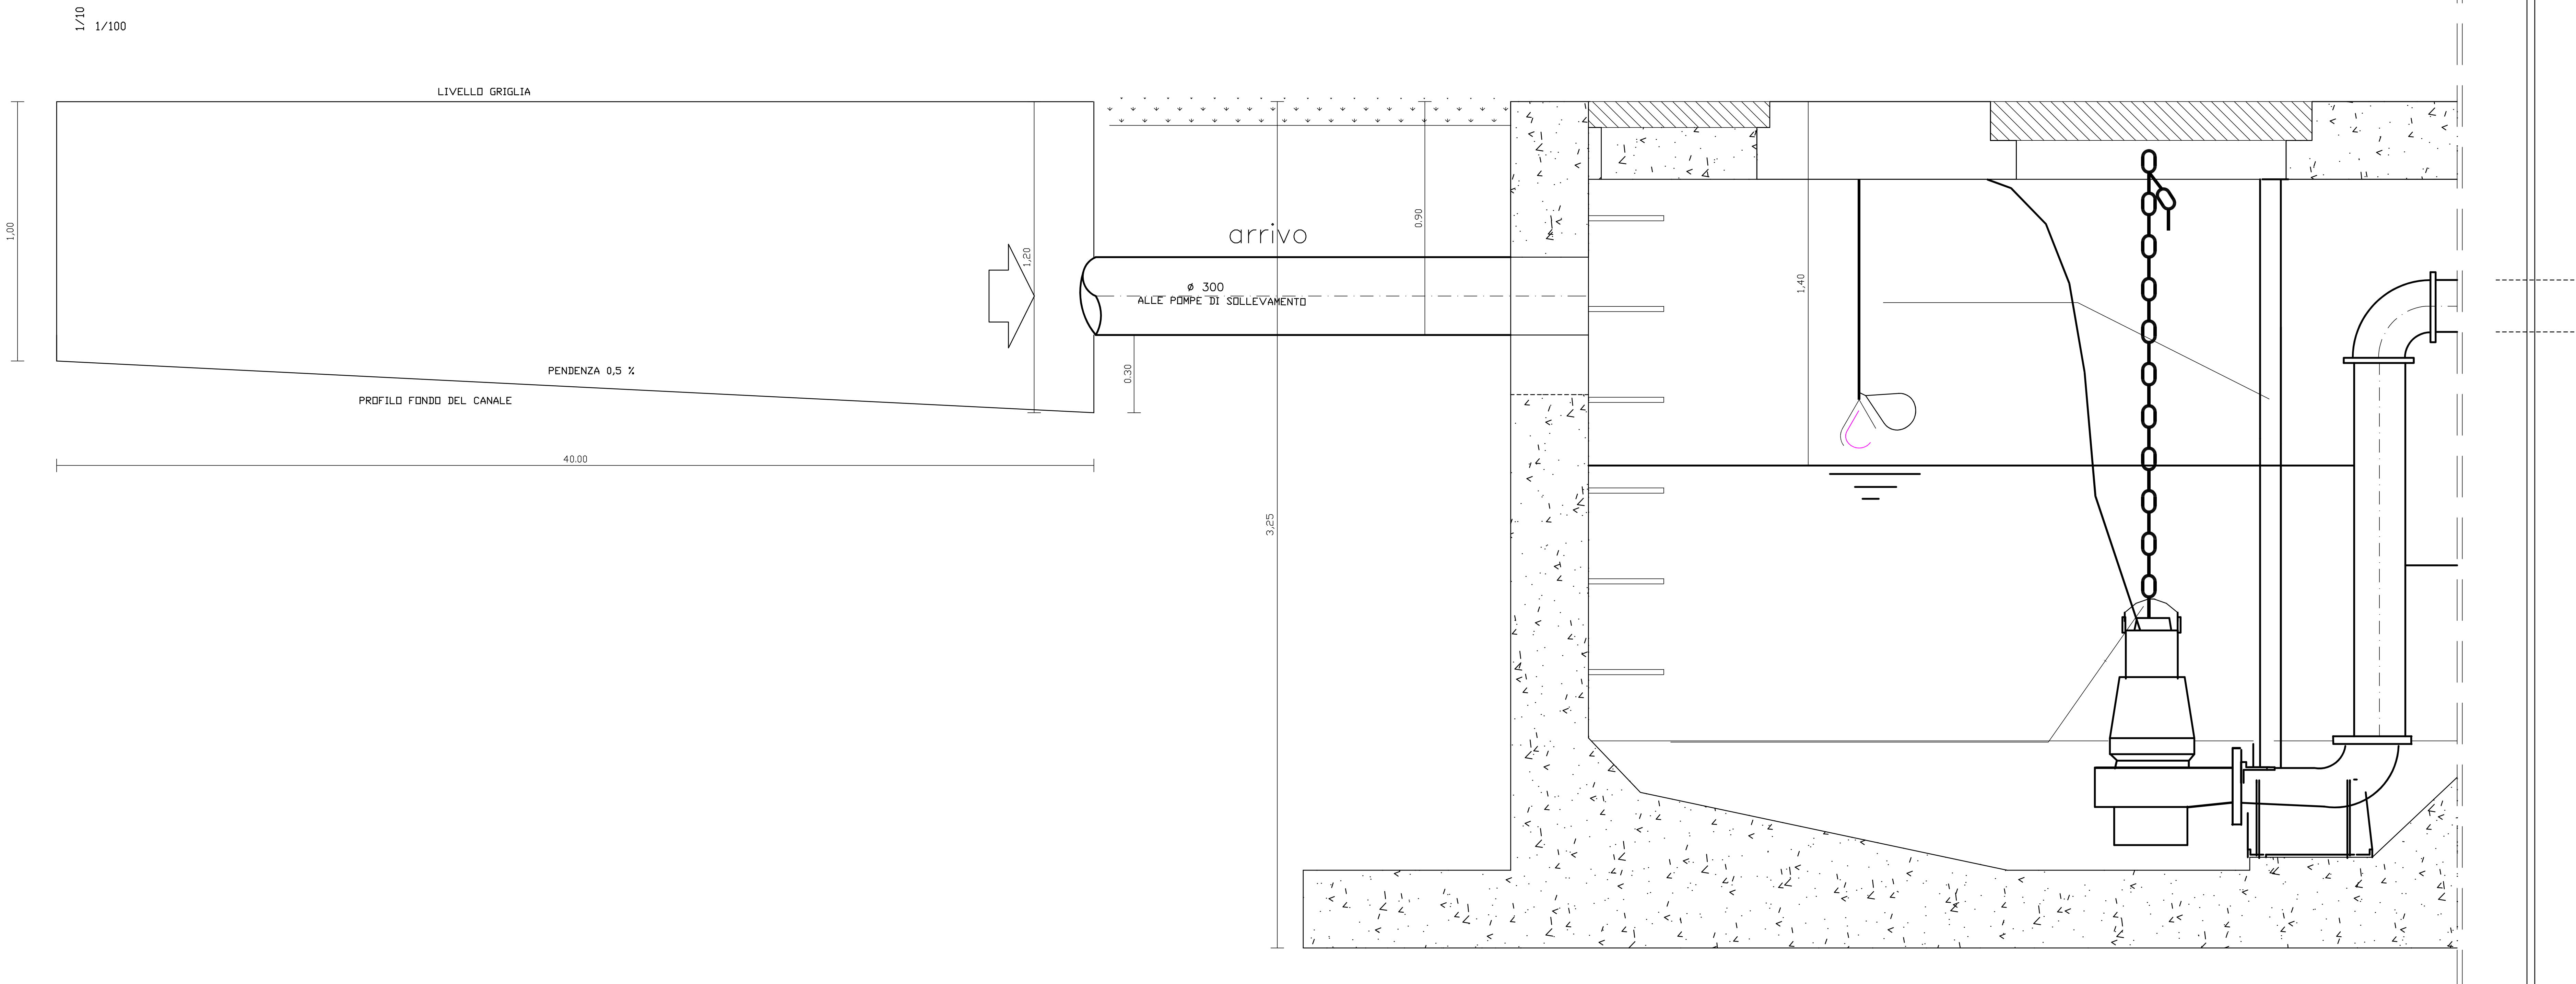 1/10
1/100
LIVELLO GRIGLIA
1,00
1,20
0.90
arrivo
1,40
ø 300
ALLE POMPE DI SOLLEVAMENTO
PENDENZA 0,5 %
0.30
PROFILO FONDO DEL CANALE
40.00
3,25